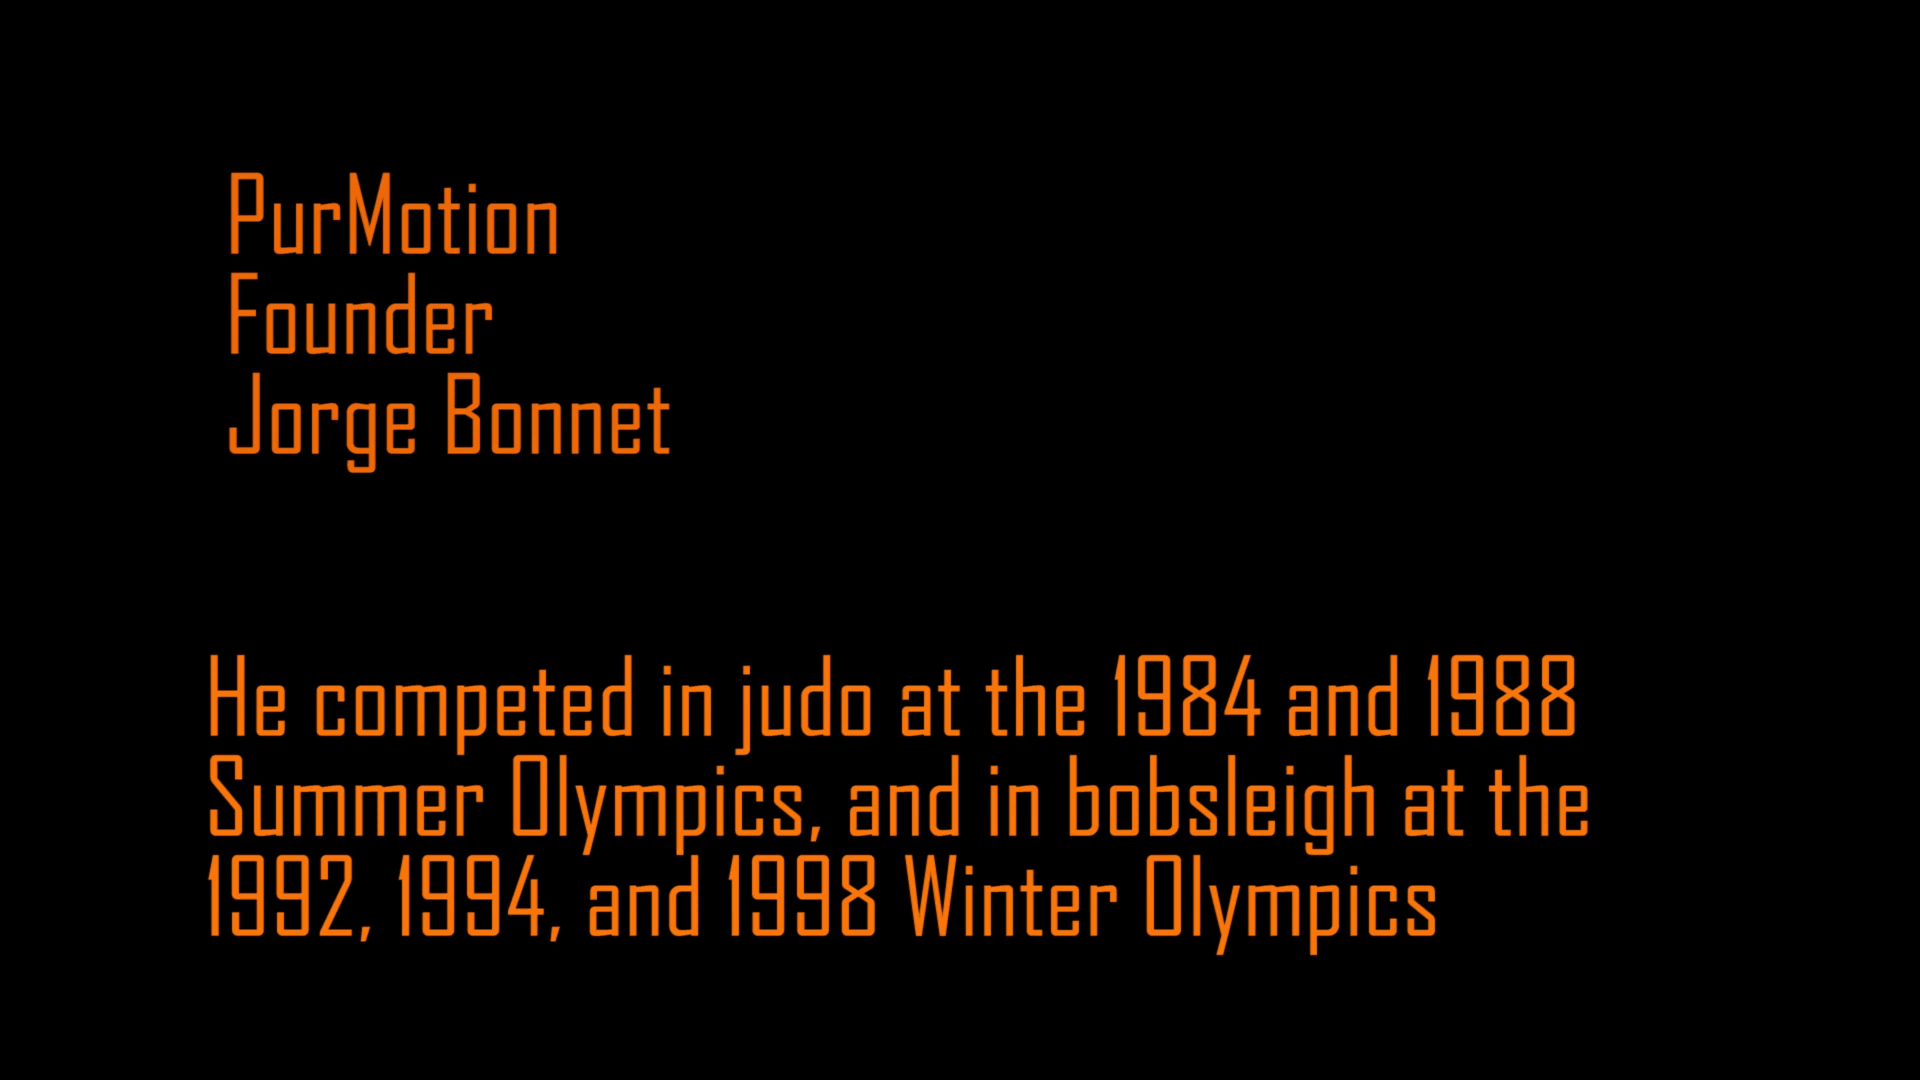 PurMotion
Founder
Jorge Bonnet
He competed in judo at the 1984 and 1988
Summer Olympics, and in bobsleigh at the
1992, 1994, and 1998 Winter Olympics